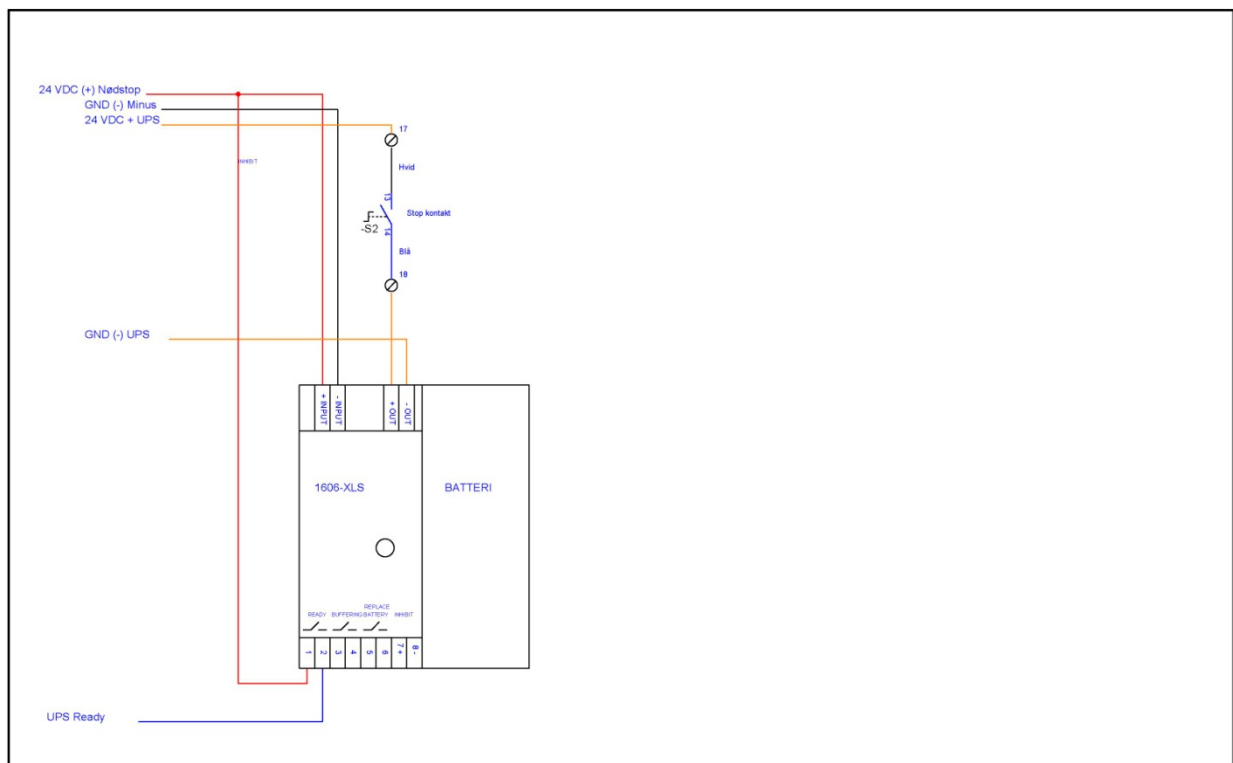 24 VDC (+) Nødstop
GND (-) Minus
24 VDC + UPS
17
INHIBIT
Hvid
13
Stop kontakt
-S2
14
Blå
18
GND (-) UPS
+ INPUT
- INPUT
+ OUT
- OUT
1606-XLS
BATTERI
REPLACE
READY BUFFERING BATTERY INHIBIT
1 2 3 4 5 6 7 + 8 -
UPS Ready